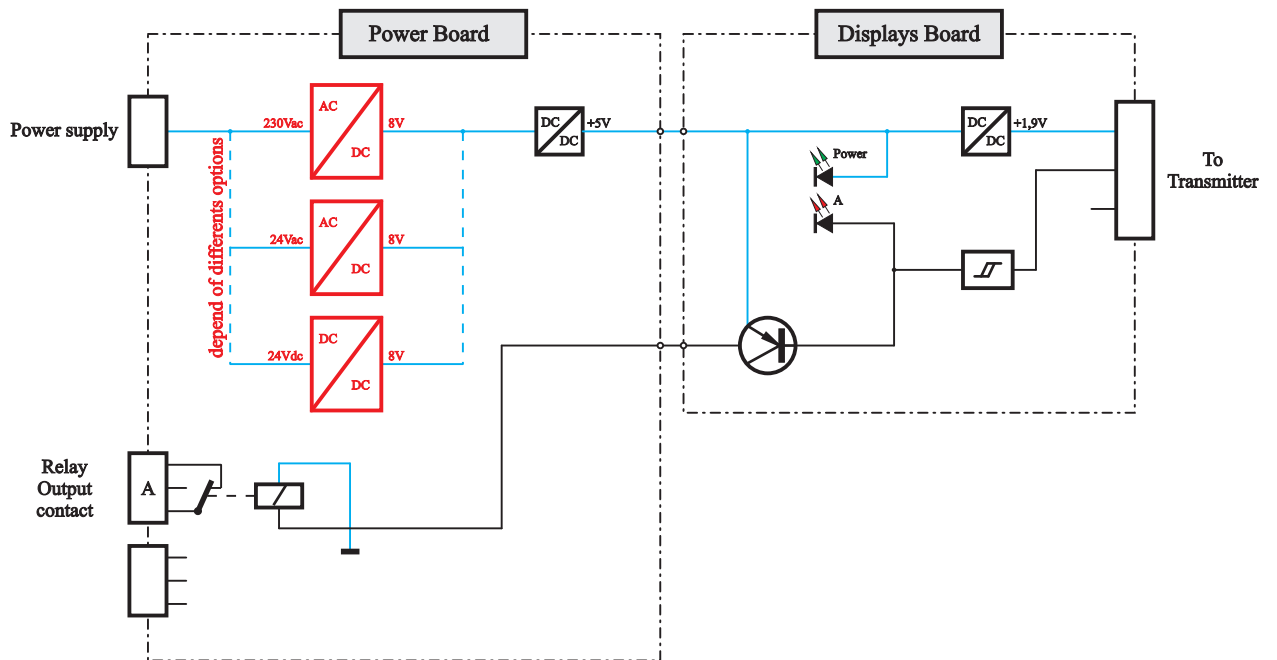 Power Board
Displays Board
Power supply
230Vac
AC
DC
8V
DC
DC
+5V
Power
A
DC
DC
+1,9V
To
Transmitter
depend of differents options
24Vac
AC
DC
8V
24Vdc
DC
DC
8V
Relay
Output
contact
A